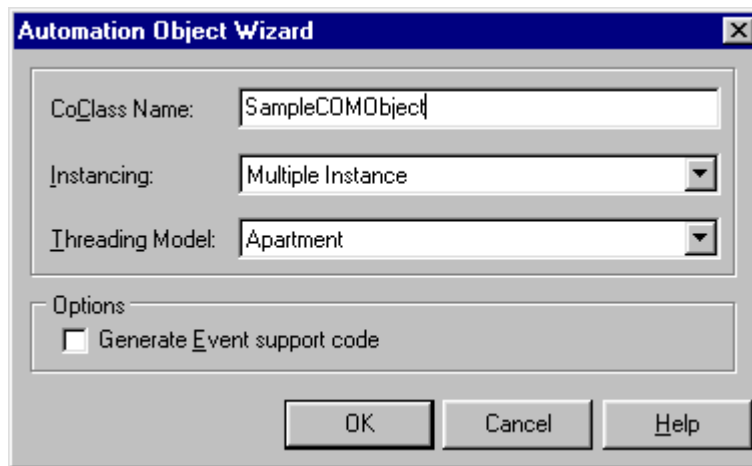 Automation Object Wizard
CoClass Name: SampleCOMObject
Instancing: Multiple Instance
Threading Model: Apartment
Options
Generate Event support code
OK Cancel Help